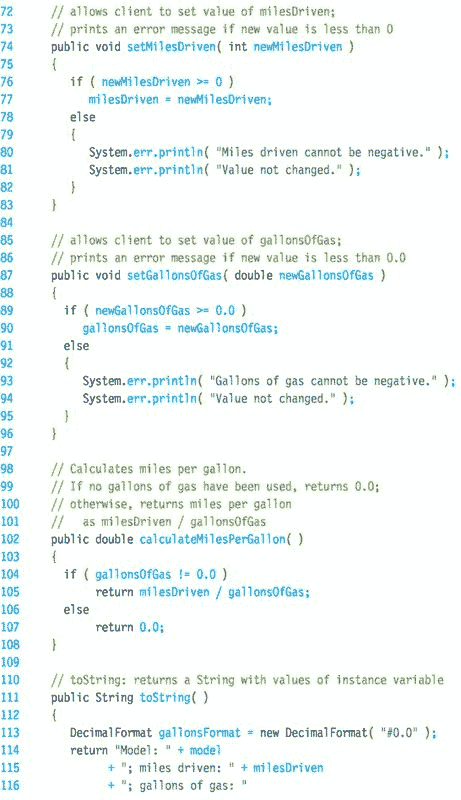 72 // allows client to set value of milesDriven;
73 // prints an error message if new value is less than 0
74 public void setMilesDriven( int newMilesDriven )
75 {
76 if ( newMilesDriven >= 0 )
77 milesDriven = newMilesDriven;
78 else
79 {
80 System.err.println( "Miles driven cannot be negative." );
81 System.err.println( "Value not changed." );
82 }
83 }
84
85 // allows client to set value of gallonsOfGas;
86 // prints an error message if new value is less than 0.0
87 public void setGallonsOfGas( double newGallonsOfGas )
88 {
89 if ( newGallonsOfGas >= 0.0 )
90 gallonsOfGas = newGallonsOfGas;
91 else
92 {
93 System.err.println( "Gallons of gas cannot be negative." );
94 System.err.println( "Value not changed." );
95 }
96 }
97
98 // Calculates miles per gallon.
99 // If no gallons of gas have been used, returns 0.0;
100 // otherwise, returns miles per gallon
101 // as milesDriven / gallonsOfGas
102 public double calculateMilesPerGallon( )
103 {
104 if ( gallonsOfGas != 0.0 )
105 return milesDriven / gallonsOfGas;
106 else
107 return 0.0;
108 }
109
110 // toString: returns a String with values of instance variable
111 public String toString( )
112 {
113 DecimalFormat gallonsFormat = new DecimalFormat( "#0.0" );
114 return "Model: " + model
115 + "; miles driven: " + milesDriven
116 + "; gallons of gas: "